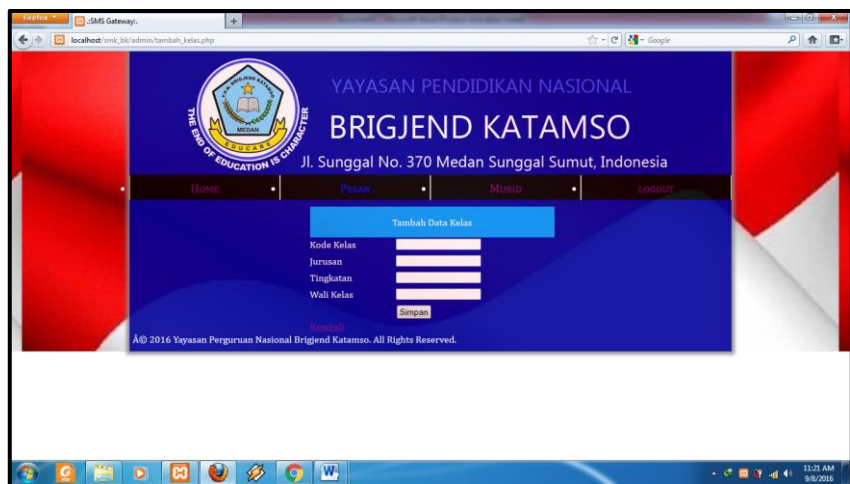 Firefox
.:SMS Gateway:.
localhost/smk_bk/admin/tambah_kelas.php
Google
YAYASAN PENDIDIKAN NASIONAL
BRIGJEND KATAMSO
Jl. Sunggal No. 370 Medan Sunggal Sumut, Indonesia
MEDAN
EDUCARE
THE END OF EDUCATION IS CHARACTER
Home
Pesan
Murid
logout
Tambah Data Kelas
Kode Kelas
Jurusan
Tingkatan
Wali Kelas
Simpan
Kembali
Â© 2016 Yayasan Perguruan Nasional Brigjend Katamso. All Rights Reserved.
11:21 AM
9/8/2016